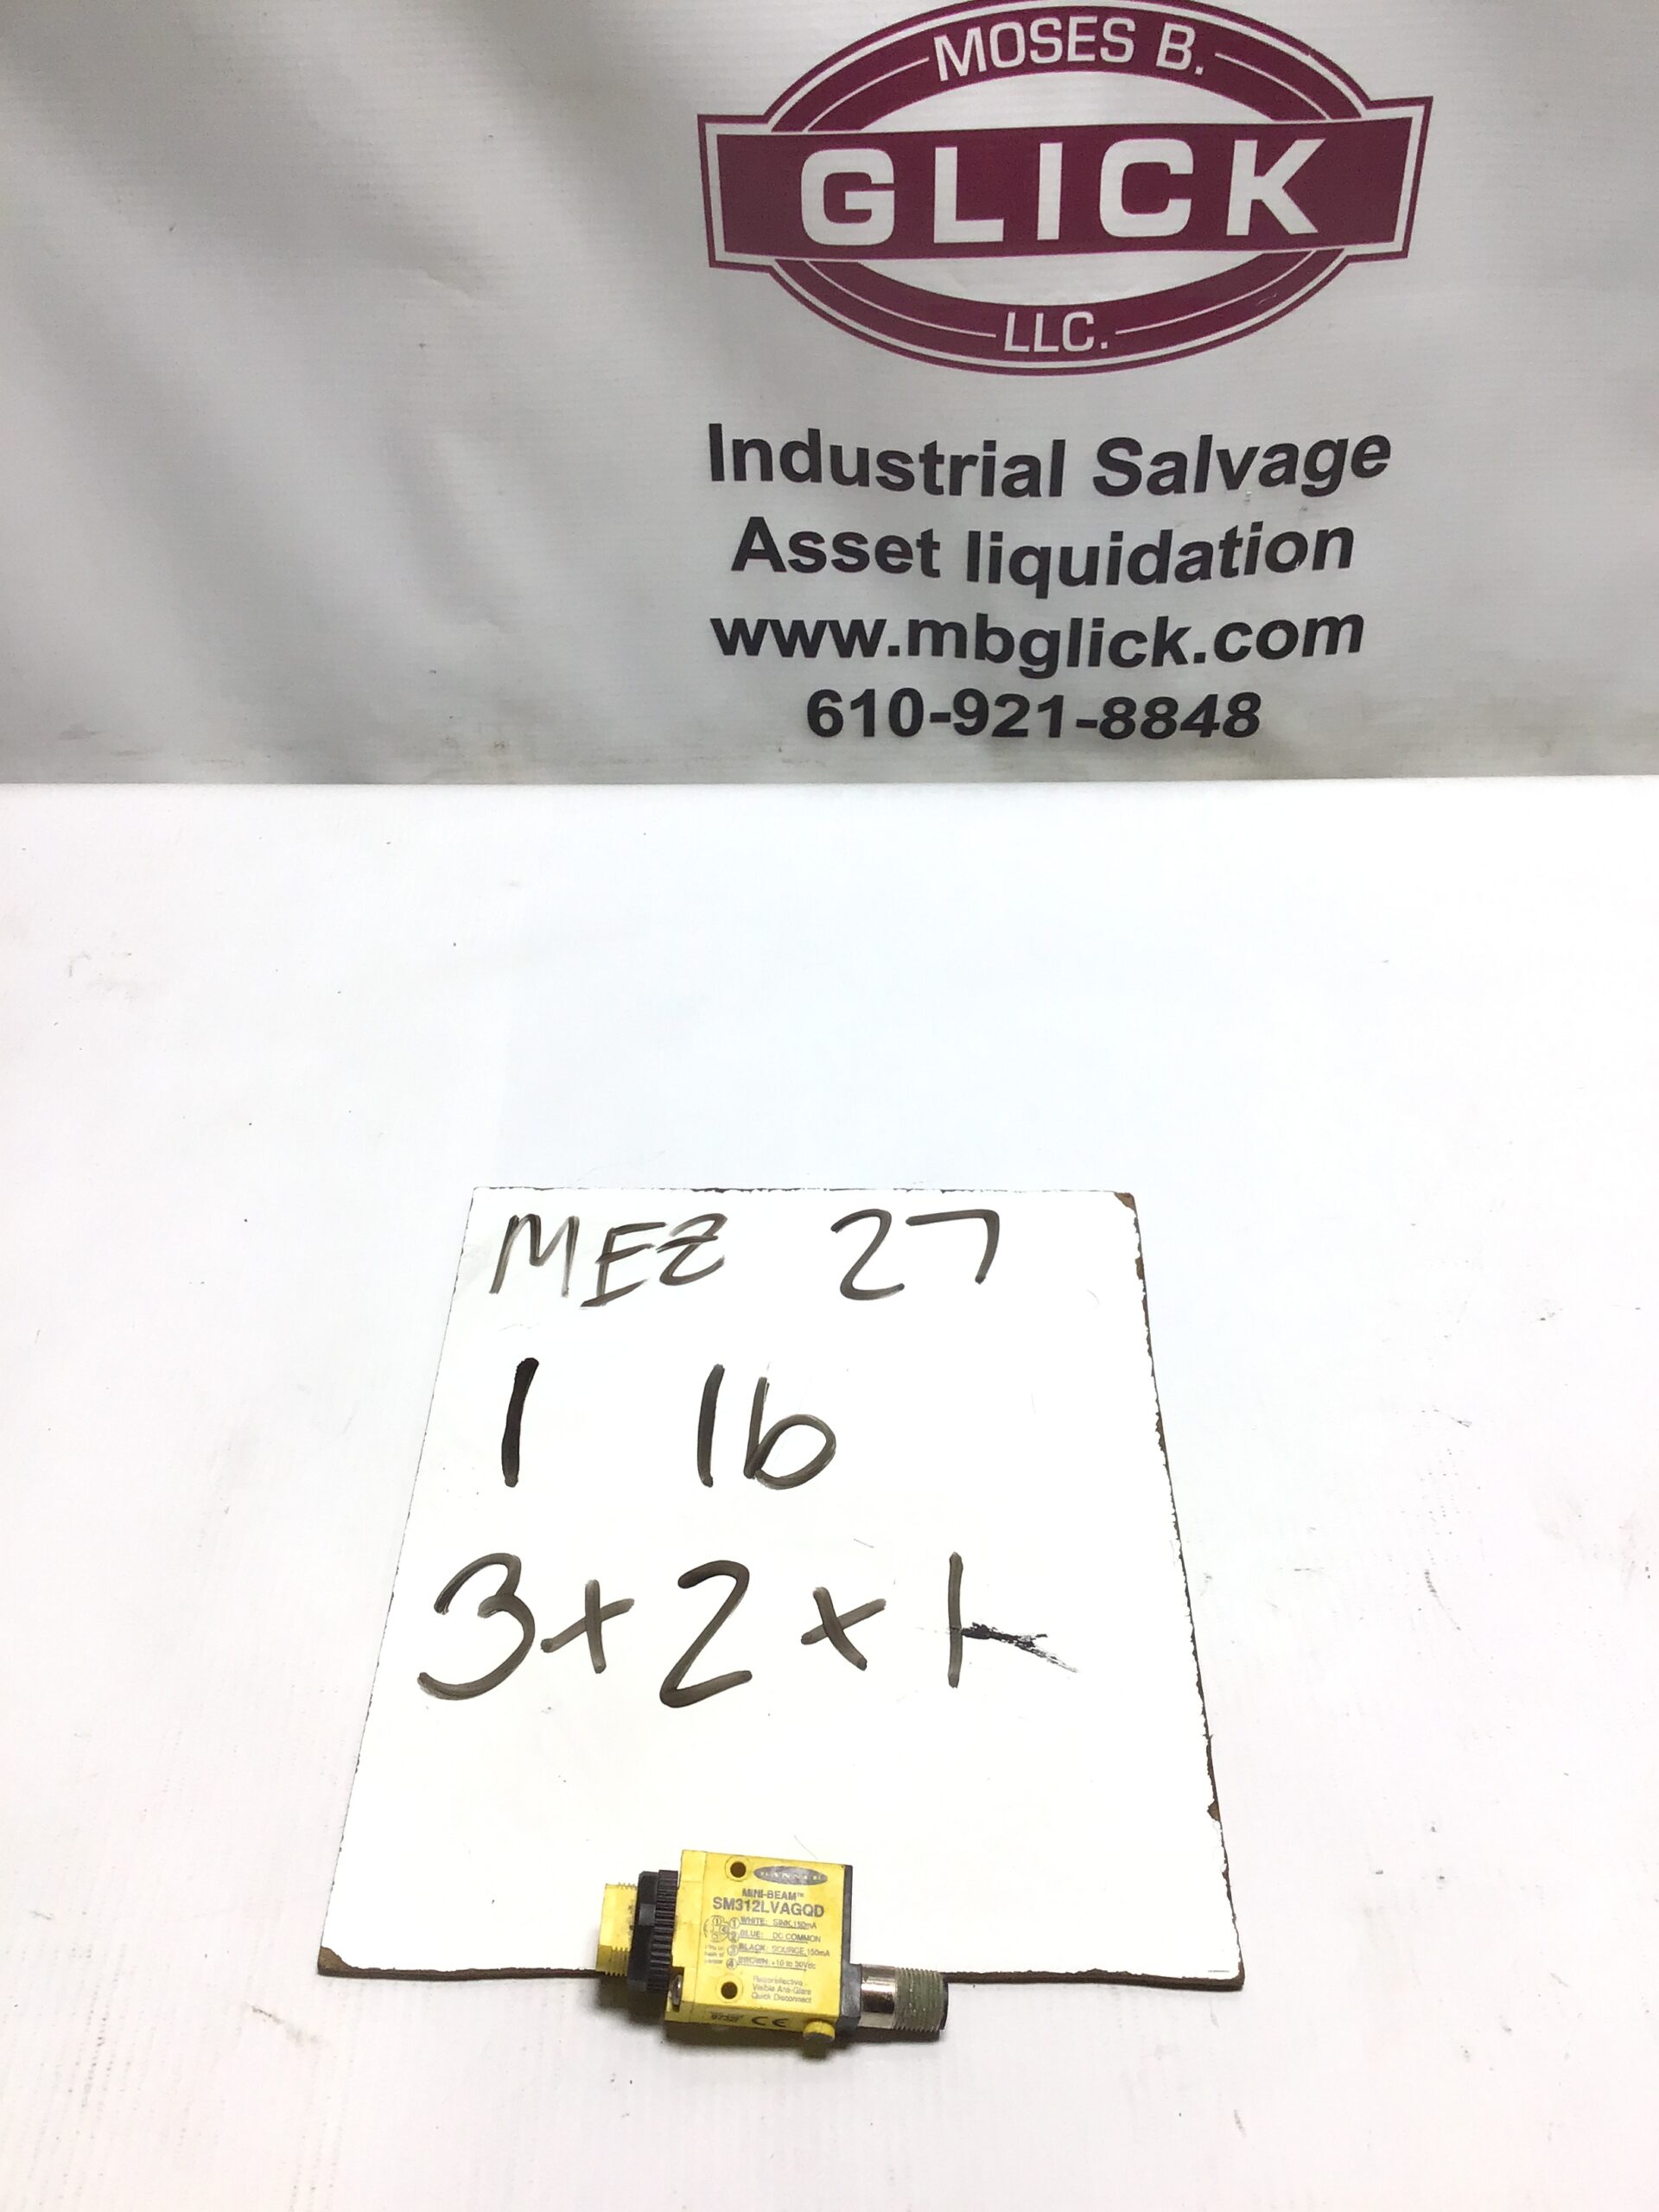 MOSES B.
GLICK
LLC.
Industrial Salvage
Asset liquidation
www.mbglick.com
610-921-8848
MEZ 27
1 lb
3x2x1
BANNER
MINI-BEAM™
SM312LVAGQD
WHITE: SINK 150mA
BLUE: DC COMMON
BLACK: SOURCE 150mA
BROWN: +10 to 30Vdc
Retroreflective
Visible Anti-Glare
Quick Disconnect
CE